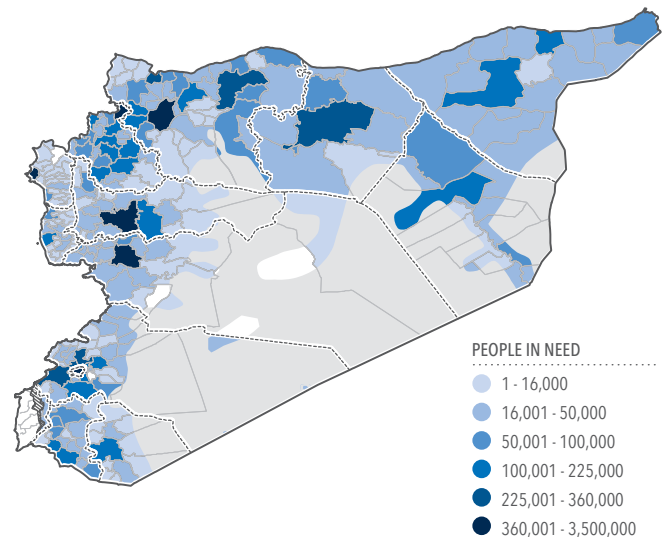 PEOPLE IN NEED
1 - 16,000
16,001 - 50,000
50,001 - 100,000
100,001 - 225,000
225,001 - 360,000
360,001 - 3,500,000